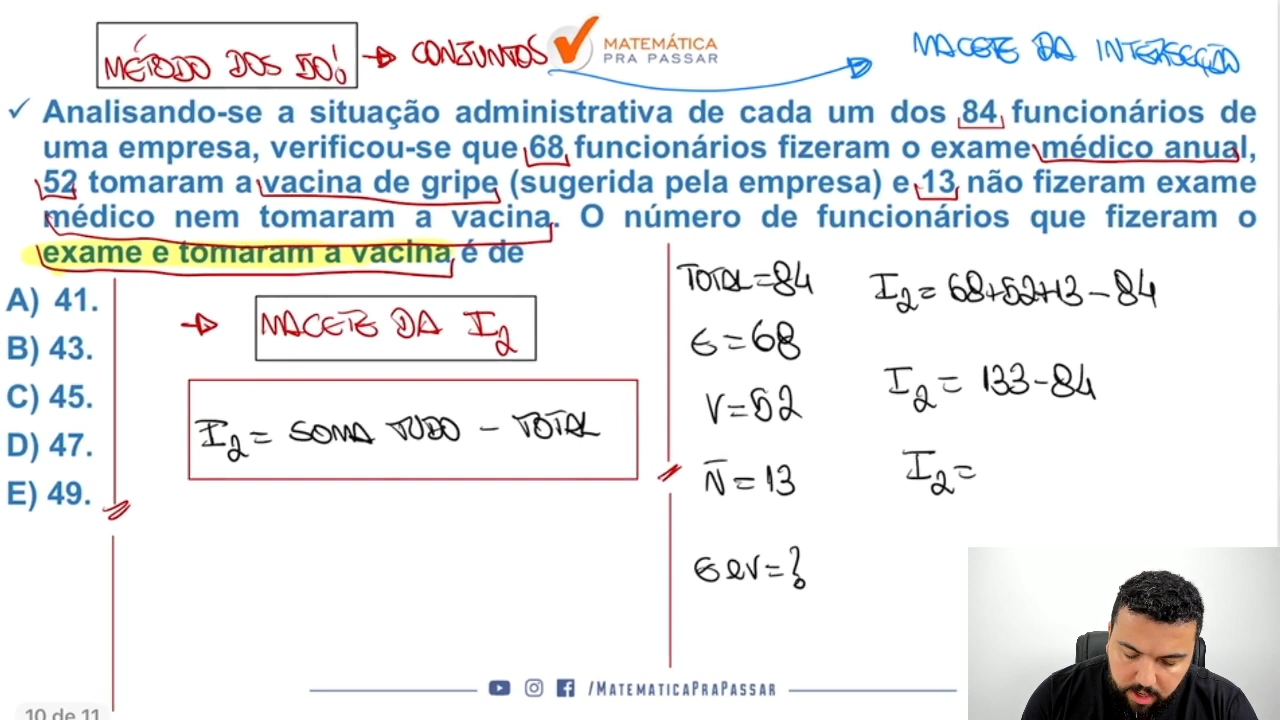 MÉTODO DOS DOIS → CONJUNTOS
MATEMÁTICA
PRA PASSAR
MACETE DA INTERSEÇÃO
✓ Analisando-se a situação administrativa de cada um dos 84 funcionários de
uma empresa, verificou-se que 68 funcionários fizeram o exame médico anual,
52 tomaram a vacina de gripe (sugerida pela empresa) e 13 não fizeram exame
médico nem tomaram a vacina. O número de funcionários que fizeram o
exame e tomaram a vacina é de
A) 41.
B) 43.
C) 45.
D) 47.
E) 49.
→ MACETE DA I2
I2 = SOMA TUDO - TOTAL
TOTAL = 84
E = 68
V = 52
N̅ = 13
E e V = ?
I2 = 68+52+13-84
I2 = 133-84
I2 =
/MATEMATICAPRAPASSAR
10 de 11